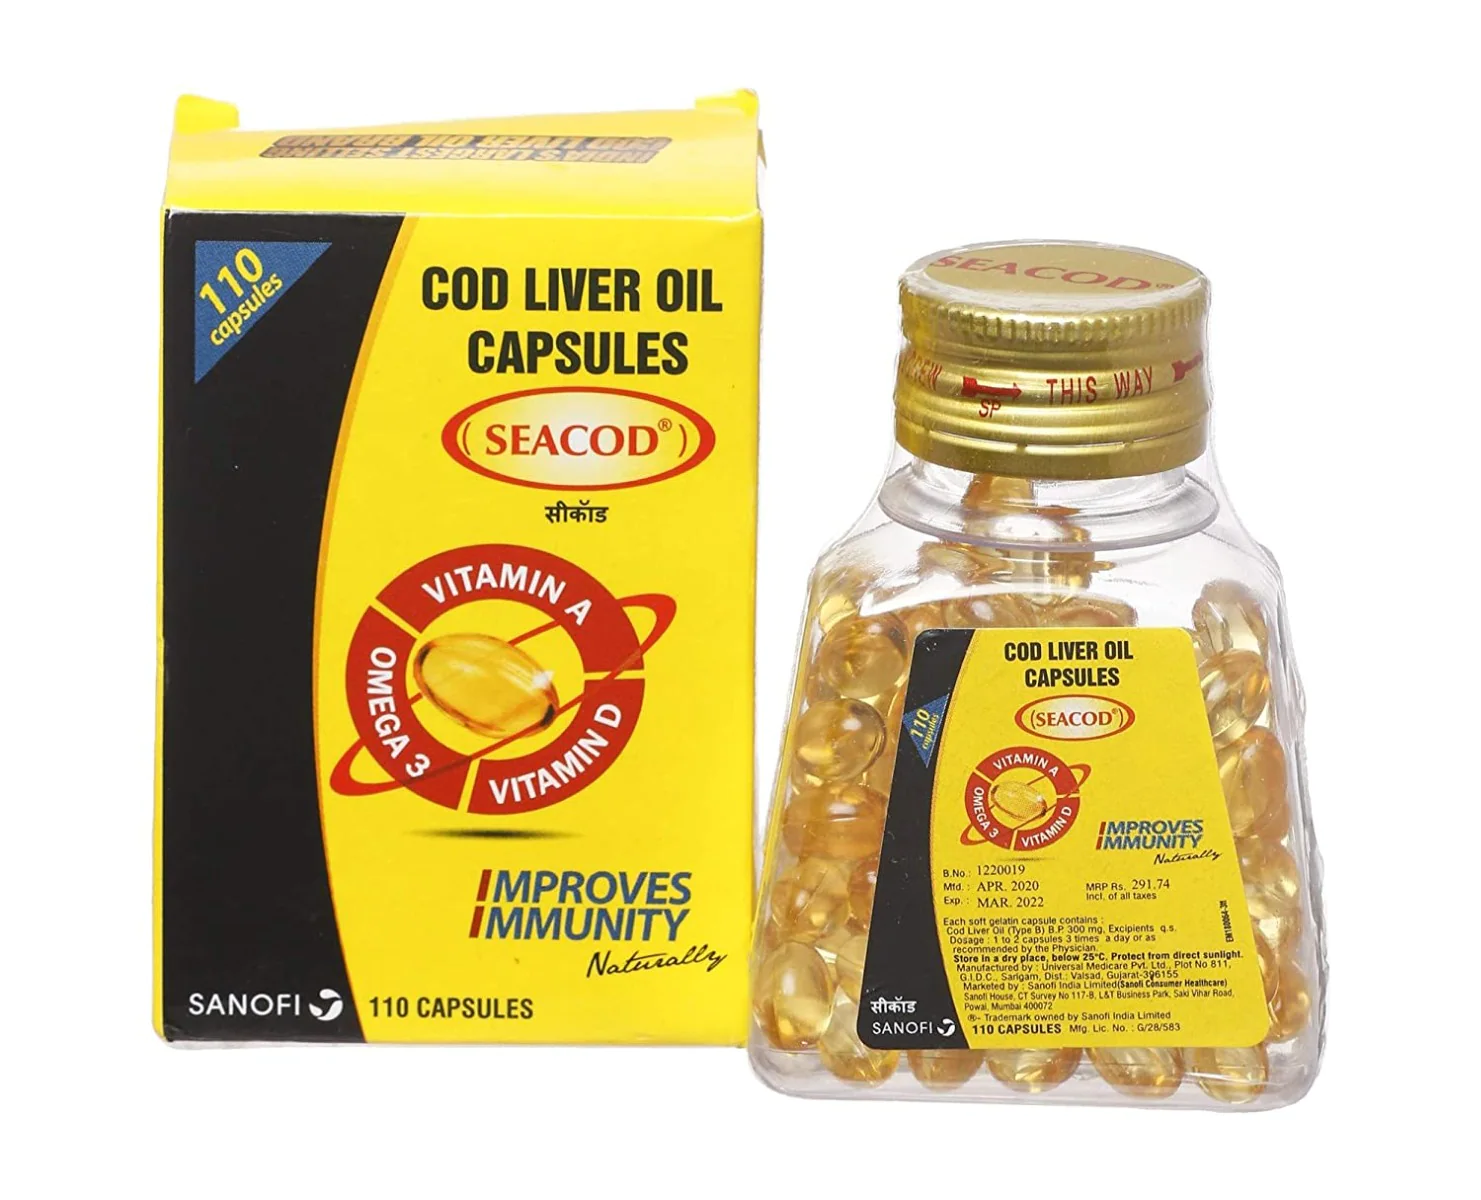 INDIA'S LARGEST SELLING
COD LIVER OIL BRAND
110
capsules
COD LIVER OIL
CAPSULES
(SEACOD®)
सीकॉड
VITAMIN A
OMEGA 3
VITAMIN D
IMPROVES
IMMUNITY
Naturally
SANOFI
110 CAPSULES
SEACOD®
THIS WAY
SP
COD LIVER OIL
CAPSULES
(SEACOD®)
110
capsules
VITAMIN A
OMEGA 3
VITAMIN D
IMPROVES
IMMUNITY
Naturally
B.No.: 1220019
Mfd.: APR. 2020
Exp.: MAR. 2022
MRP Rs. 291.74
Incl. of all taxes
Each soft gelatin capsule contains :
Cod Liver Oil (Type B) B.P. 300 mg, Excipients q.s.
Dosage : 1 to 2 capsules 3 times a day or as
recommended by the Physician.
Store in a dry place, below 25°C. Protect from direct sunlight.
Manufactured by : Universal Medicare Pvt. Ltd., Plot No 811,
G.I.D.C., Sarigam, Dist.: Valsad, Gujarat-396155
Marketed by : Sanofi India Limited(Sanofi Consumer Healthcare)
Sanofi House, CT Survey No 117-B, L&T Business Park, Saki Vihar Road,
Powai, Mumbai 400072
®- Trademark owned by Sanofi India Limited
110 CAPSULES Mfg. Lic. No. : G/28/583
सीकॉड
SANOFI